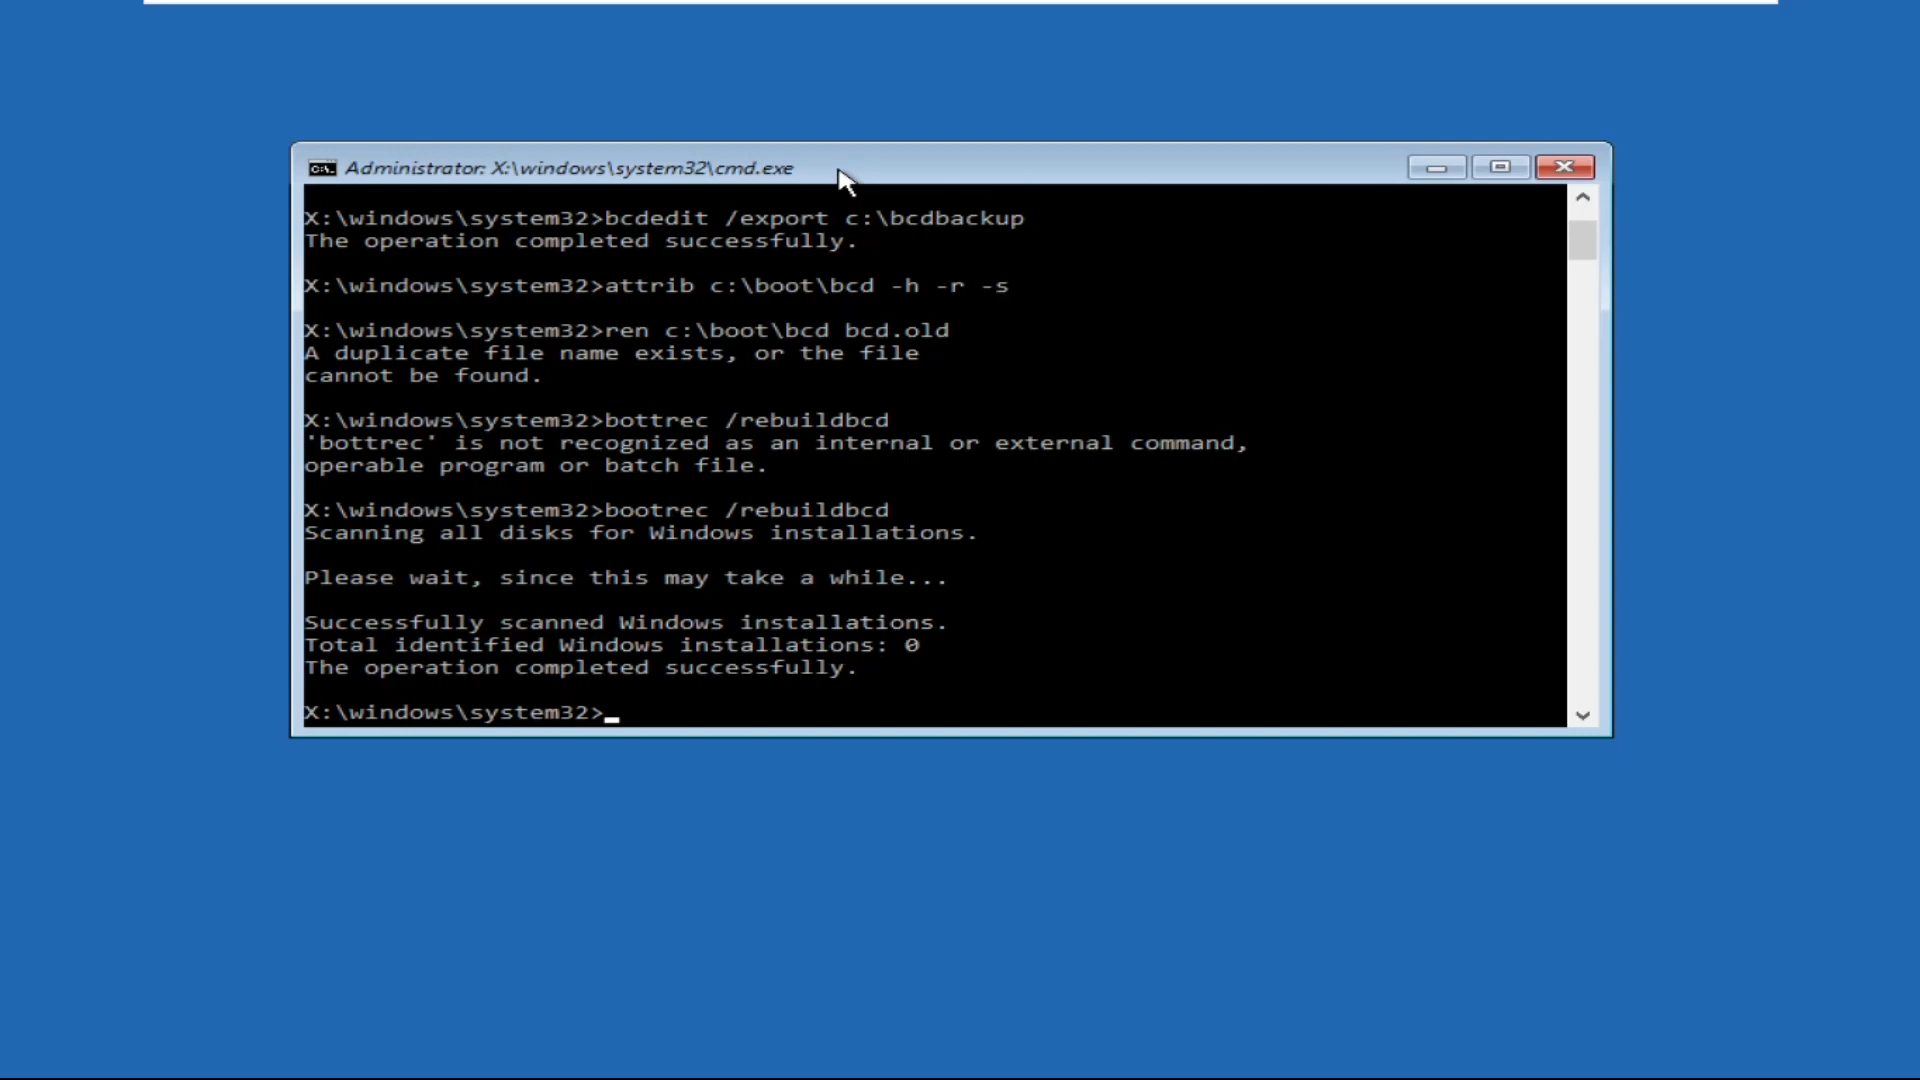 Administrator: X:\windows\system32\cmd.exe
X:\windows\system32>bcdedit /export c:\bcdbackup
The operation completed successfully.
X:\windows\system32>attrib c:\boot\bcd -h -r -s
X:\windows\system32>ren c:\boot\bcd bcd.old
A duplicate file name exists, or the file
cannot be found.
X:\windows\system32>bottrec /rebuildbcd
'bottrec' is not recognized as an internal or external command,
operable program or batch file.
X:\windows\system32>bootrec /rebuildbcd
Scanning all disks for Windows installations.
Please wait, since this may take a while...
Successfully scanned Windows installations.
Total identified Windows installations: 0
The operation completed successfully.
X:\windows\system32>